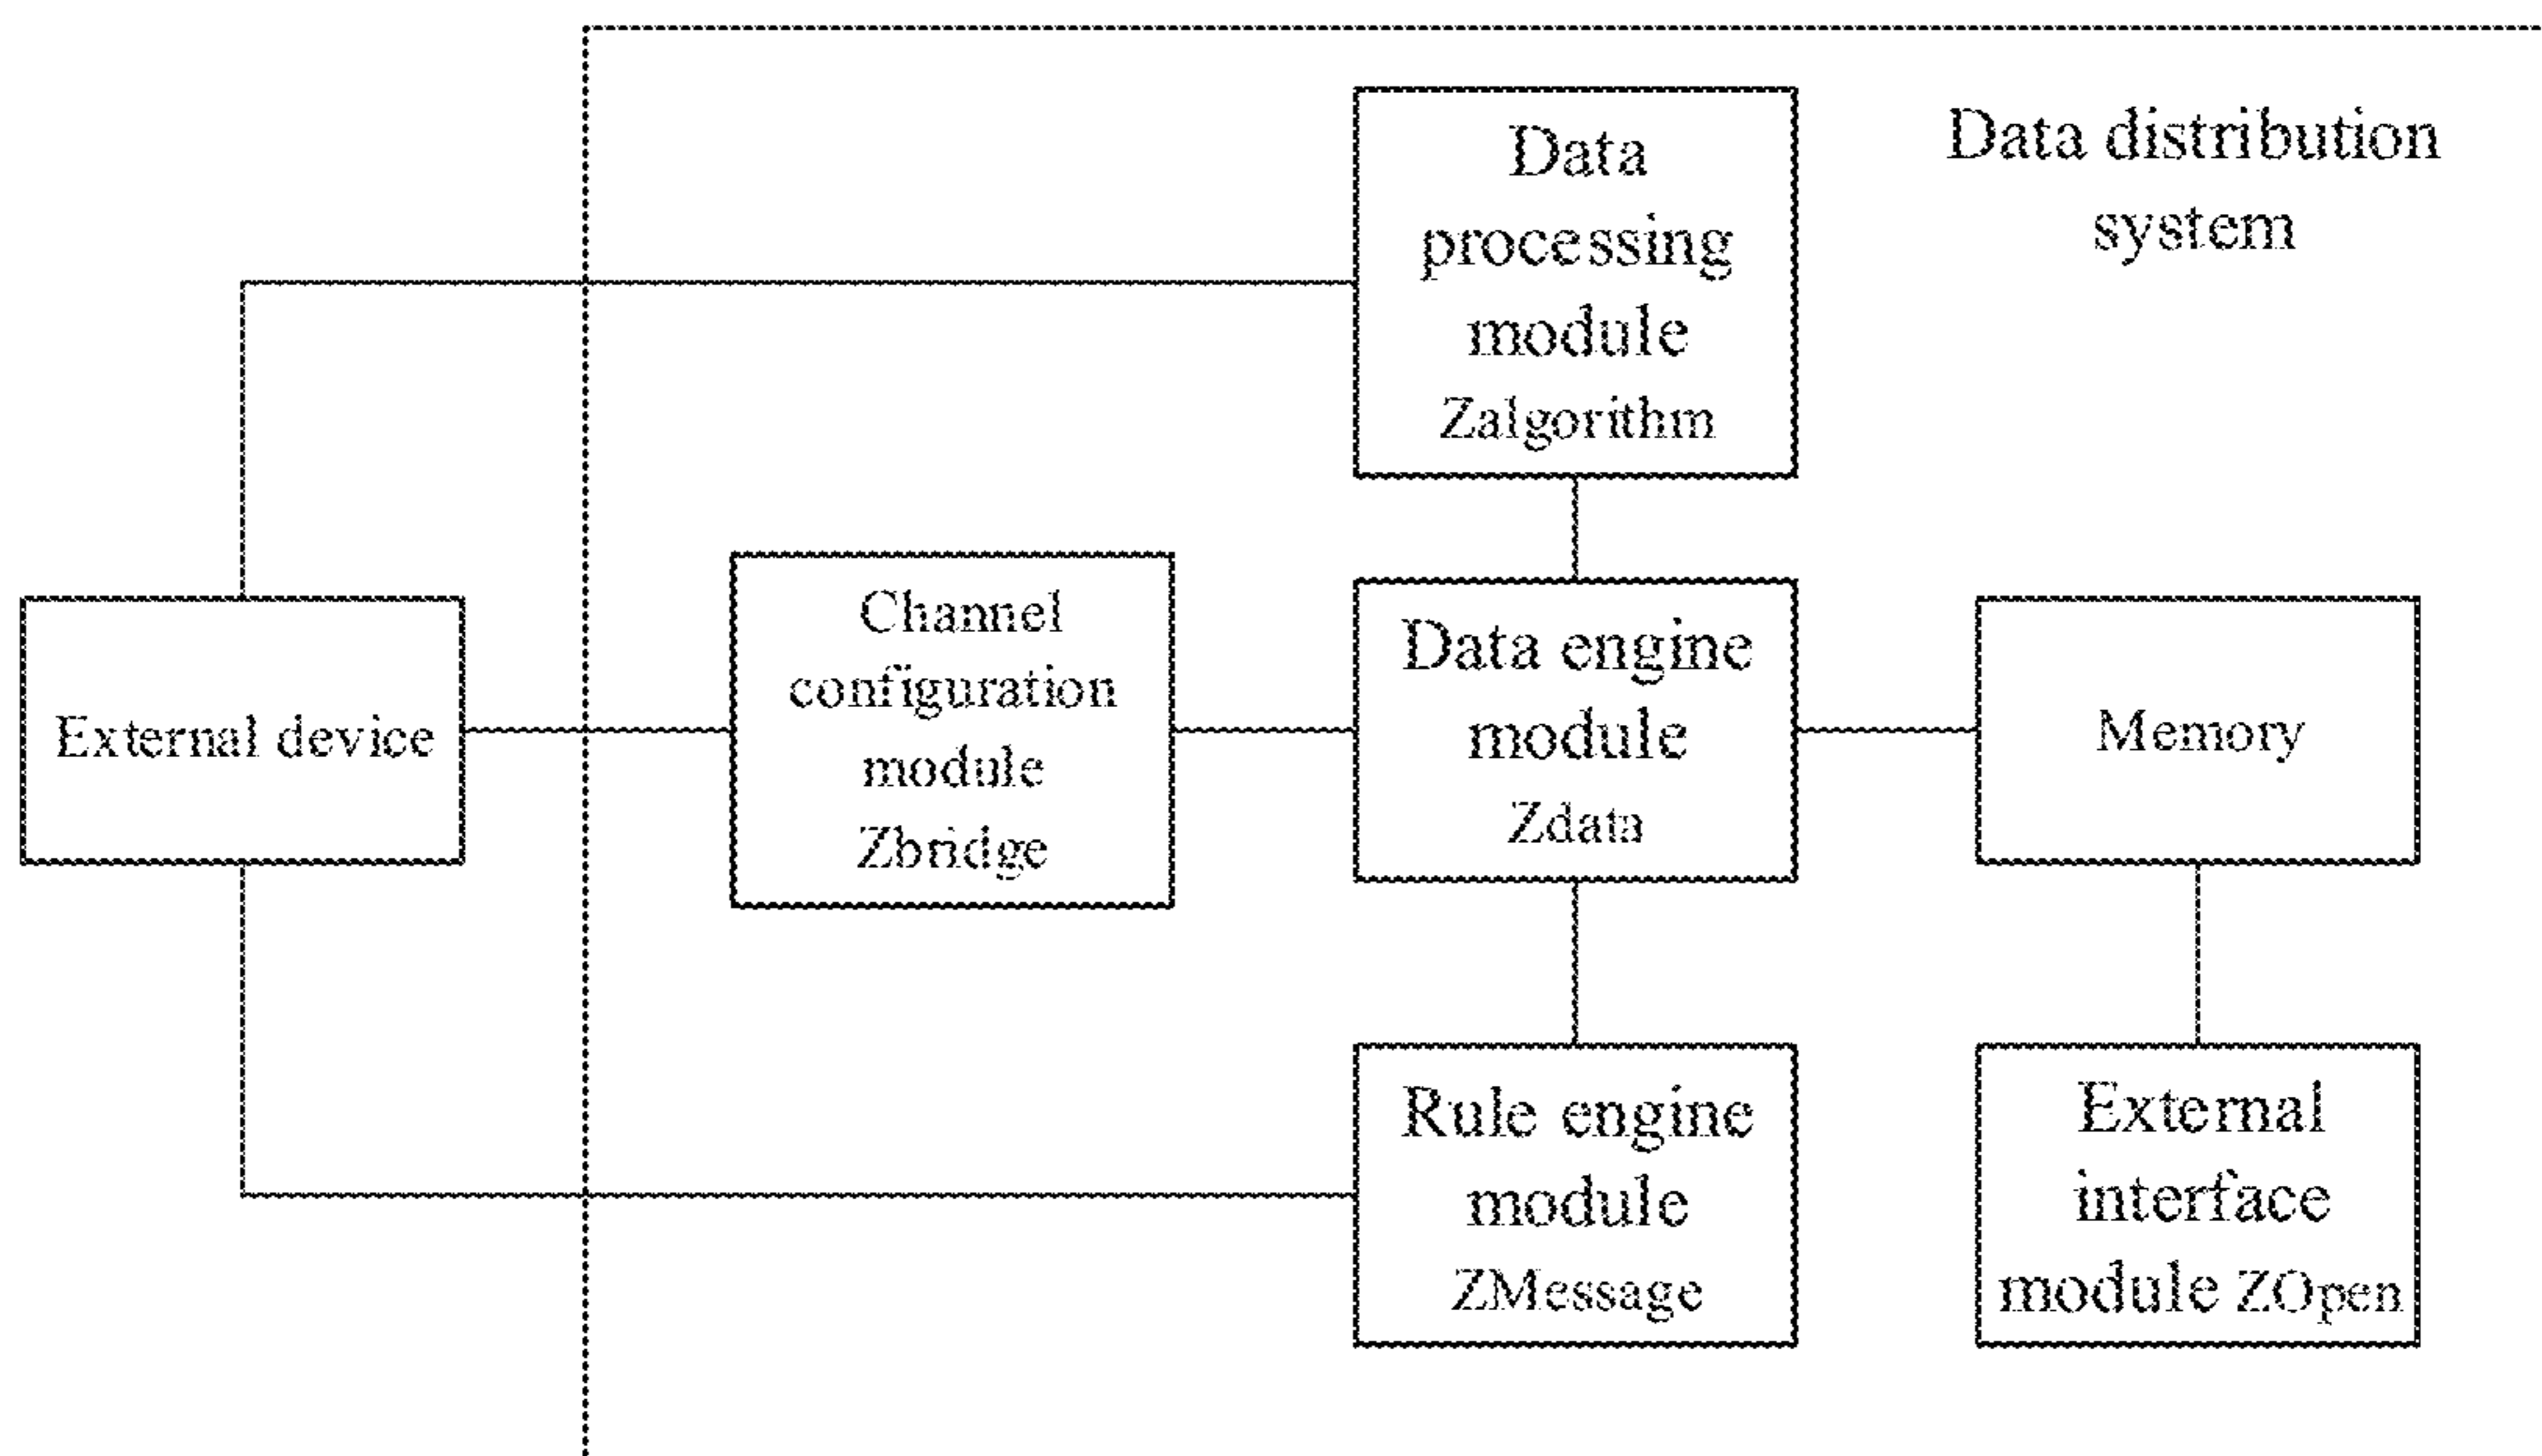 Data distribution
system
Data
processing
module
Zalgorithm
External device
Channel
configuration
module
Zbridge
Data engine
module
Zdata
Memory
Rule engine
module
ZMessage
External
interface
module ZOpen